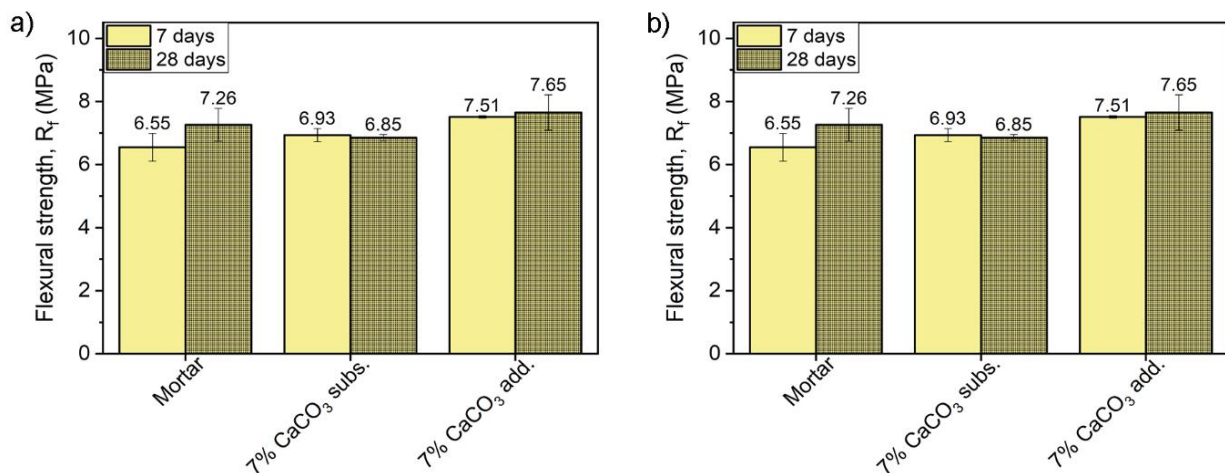 a)
Flexural strength, R_f (MPa)
10
8
6
4
2
0
7 days
28 days
6.55
7.26
6.93
6.85
7.51
7.65
Mortar
7% CaCO₃ subs.
7% CaCO₃ add.
b)
Flexural strength, R_f (MPa)
10
8
6
4
2
0
7 days
28 days
6.55
7.26
6.93
6.85
7.51
7.65
Mortar
7% CaCO₃ subs.
7% CaCO₃ add.